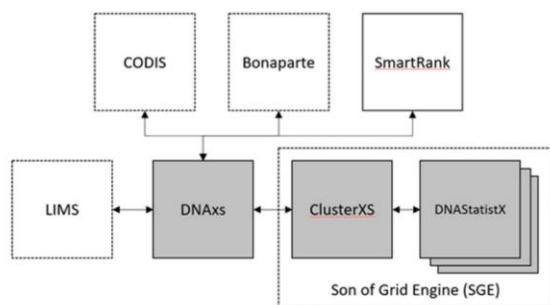 CODIS
Bonaparte
SmartRank
LIMS
DNAxs
ClusterXS
DNAStatistX
Son of Grid Engine (SGE)